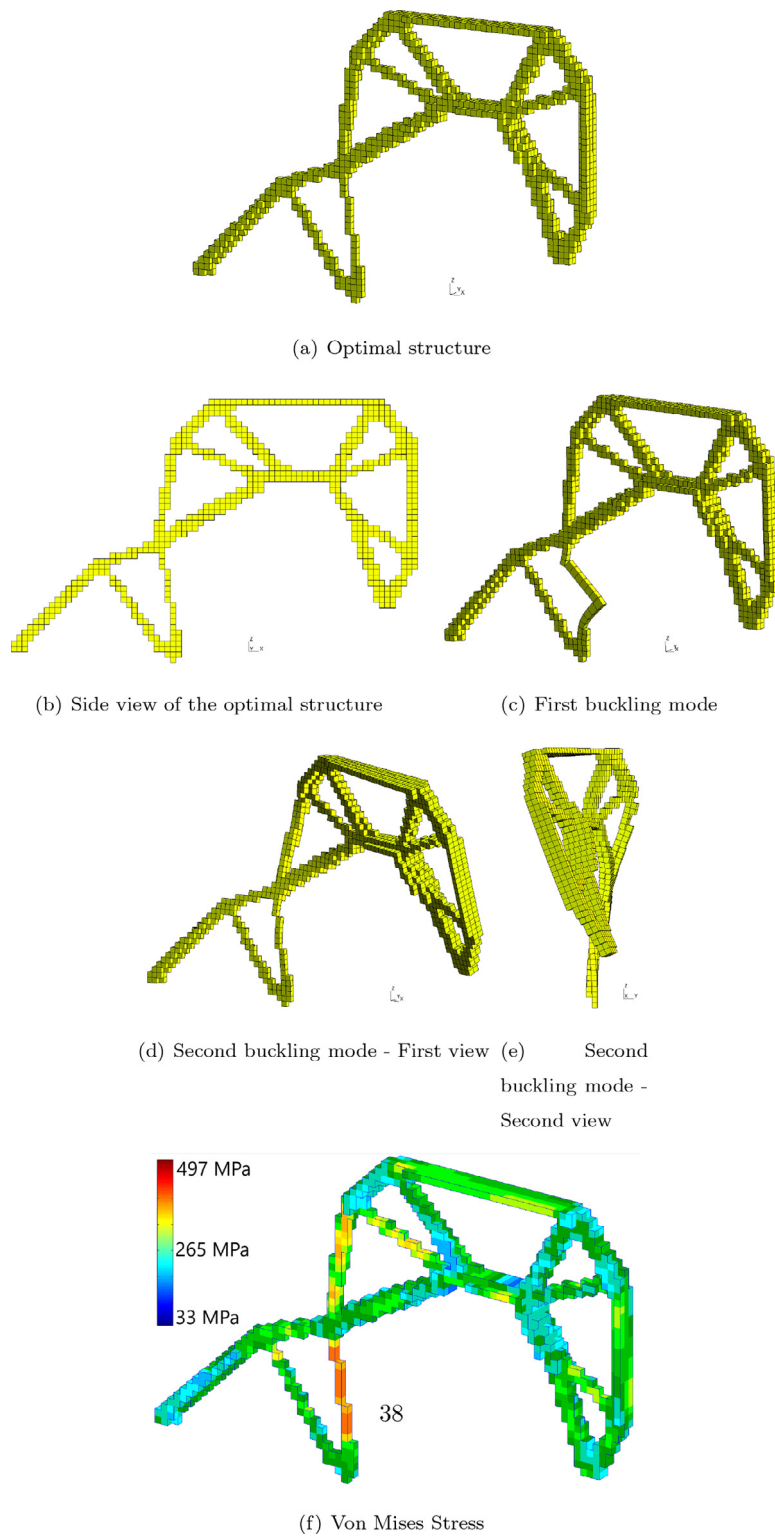 Z
Y
X
(a) Optimal structure
Z
Y
X
Z
(b) Side view of the optimal structure
(c) First buckling mode
Z
Y
X
Z
X
Y
(d) Second buckling mode - First view
(e) Second
buckling mode -
Second view
497 MPa
265 MPa
33 MPa
38
(f) Von Mises Stress